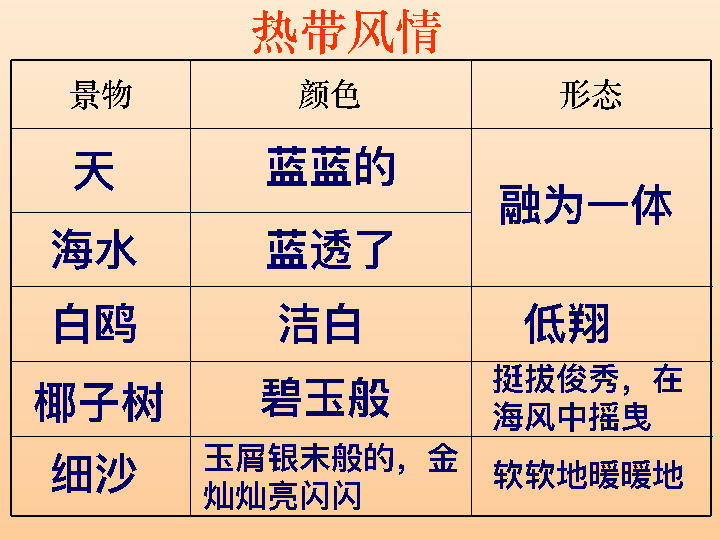 热带风情
景物 颜色 形态
天 蓝蓝的 融为一体
海水 蓝透了
白鸥 洁白 低翔
椰子树 碧玉般 挺拔俊秀，在
海风中摇曳
细沙 玉屑银末般的，金
灿灿亮闪闪 软软地暖暖地